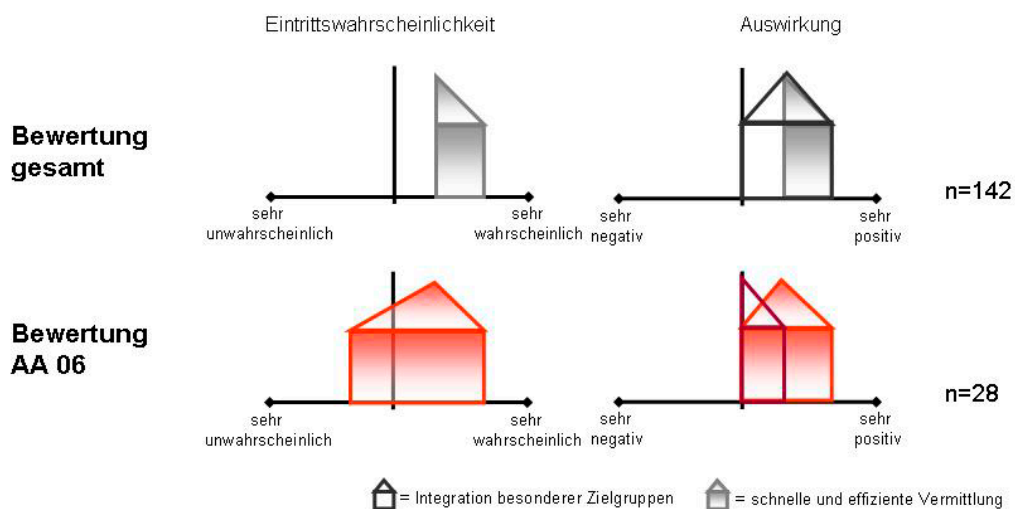 Eintrittswahrscheinlichkeit
Auswirkung
Bewertung
gesamt
sehr
unwahrscheinlich
sehr
wahrscheinlich
sehr
negativ
sehr
positiv
n=142
Bewertung
AA 06
sehr
unwahrscheinlich
sehr
wahrscheinlich
sehr
negativ
sehr
positiv
n=28
= Integration besonderer Zielgruppen
= schnelle und effiziente Vermittlung